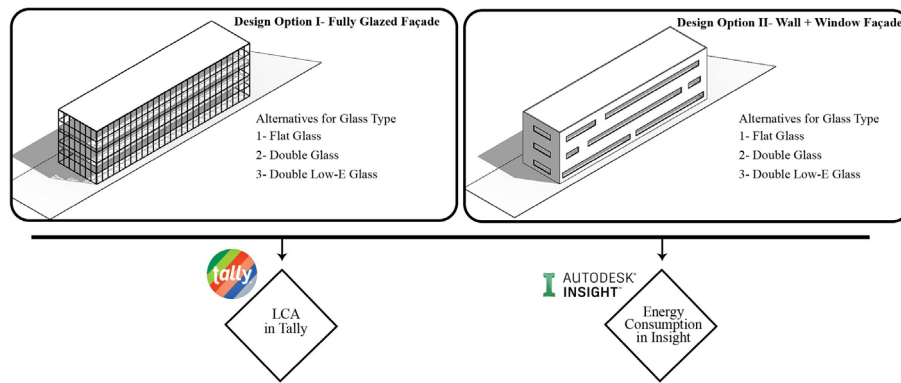 Design Option I- Fully Glazed Façade
Alternatives for Glass Type
1- Flat Glass
2- Double Glass
3- Double Low-E Glass
Design Option II- Wall + Window Façade
Alternatives for Glass Type
1- Flat Glass
2- Double Glass
3- Double Low-E Glass
tally
LCA
in Tally
AUTODESK
INSIGHT™
Energy
Consumption
in Insight